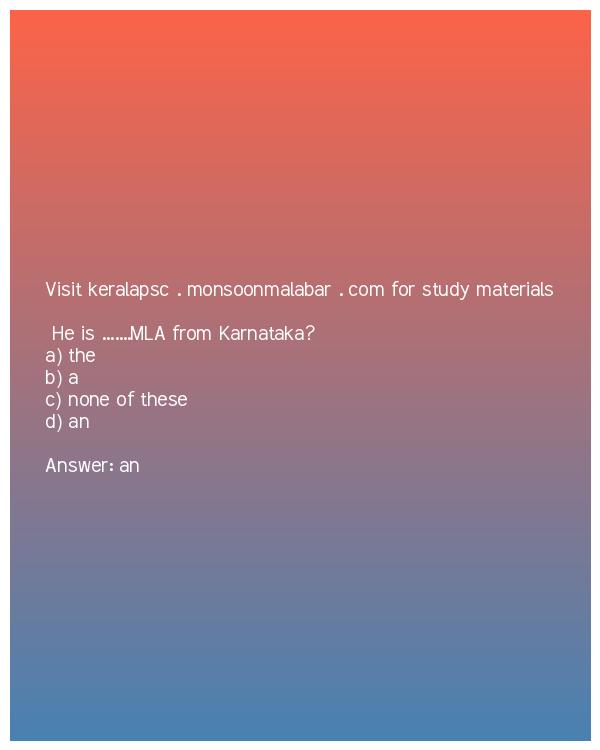 Visit keralapsc . monsoonmalabar . com for study materials
He is .......MLA from Karnataka?
a) the
b) a
c) none of these
d) an
Answer: an